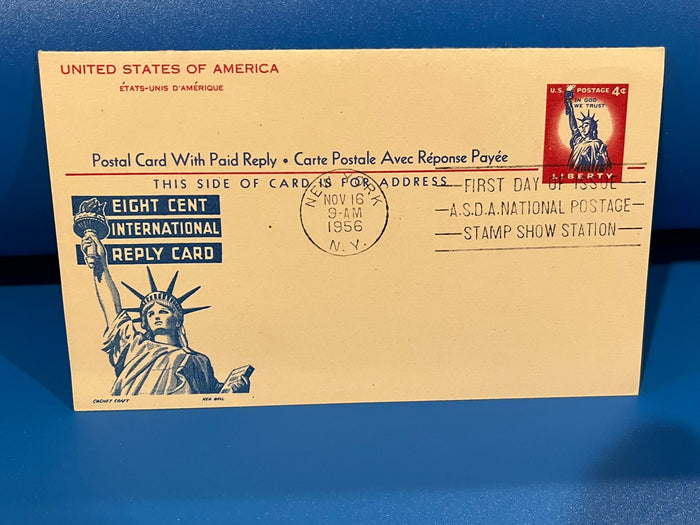 UNITED STATES OF AMERICA
ÉTATS-UNIS D'AMÉRIQUE
U.S. POSTAGE 4¢
IN GOD
WE TRUST
LIBERTY
Postal Card With Paid Reply • Carte Postale Avec Réponse Payée
THIS SIDE OF CARD IS FOR ADDRESS
EIGHT CENT
INTERNATIONAL
REPLY CARD
NEW YORK
NOV 16
9-AM
1956
N.Y.
FIRST DAY OF ISSUE
A.S.D.A. NATIONAL POSTAGE
STAMP SHOW STATION
CACHET CRAFT
KEN BOLL